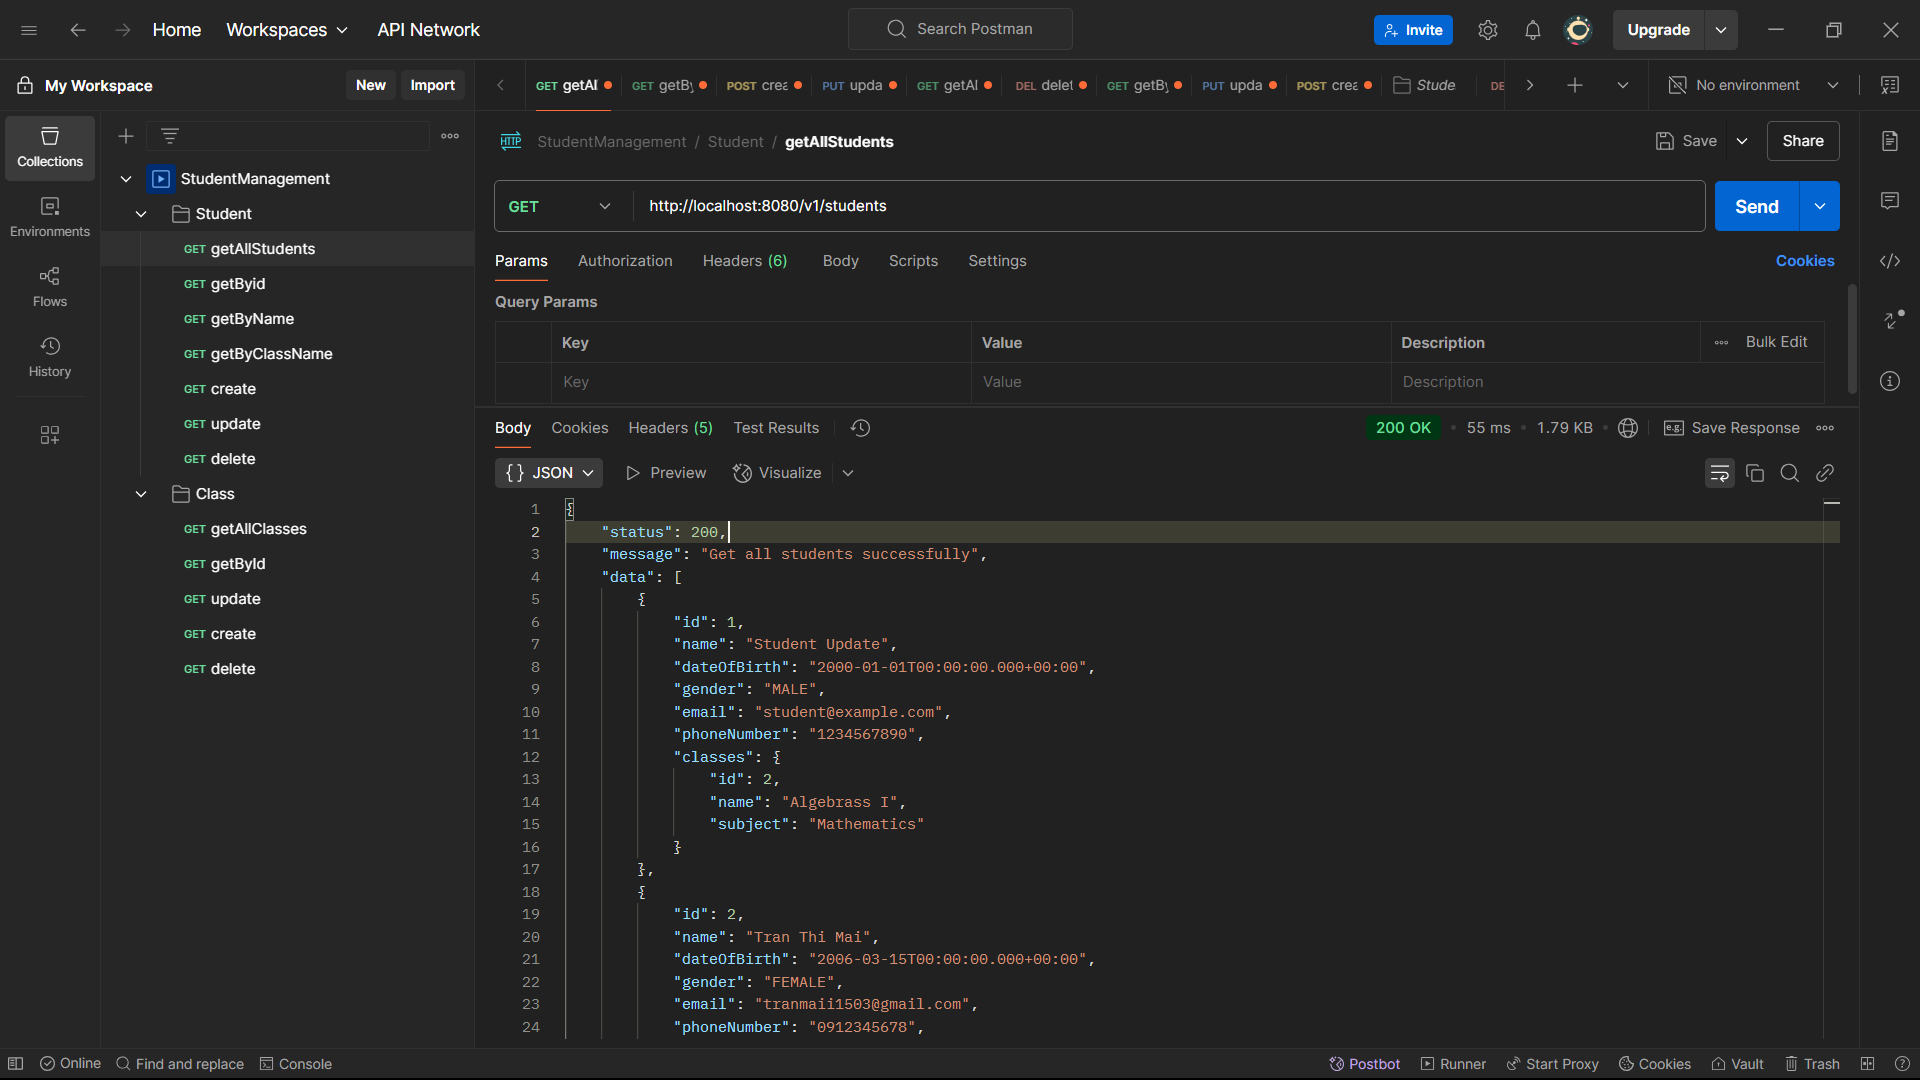 Home Workspaces API Network Search Postman Invite Upgrade
My Workspace New Import
GET getAl GET getBy POST crea PUT upda GET getAl DEL delet GET getBy PUT upda POST crea Stude DE No environment
Collections
Environments
Flows
History
StudentManagement
Student
GET getAllStudents
GET getByid
GET getByName
GET getByClassName
GET create
GET update
GET delete
Class
GET getAllClasses
GET getById
GET update
GET create
GET delete
HTTP StudentManagement / Student / getAllStudents Save Share
GET http://localhost:8080/v1/students Send
Params Authorization Headers (6) Body Scripts Settings Cookies
Query Params
Key Value Description Bulk Edit
Key Value Description
Body Cookies Headers (5) Test Results 200 OK 55 ms 1.79 KB e.g. Save Response
{} JSON Preview Visualize
1 {
2 "status": 200,
3 "message": "Get all students successfully",
4 "data": [
5 {
6 "id": 1,
7 "name": "Student Update",
8 "dateOfBirth": "2000-01-01T00:00:00.000+00:00",
9 "gender": "MALE",
10 "email": "student@example.com",
11 "phoneNumber": "1234567890",
12 "classes": {
13 "id": 2,
14 "name": "Algebrass I",
15 "subject": "Mathematics"
16 }
17 },
18 {
19 "id": 2,
20 "name": "Tran Thi Mai",
21 "dateOfBirth": "2006-03-15T00:00:00.000+00:00",
22 "gender": "FEMALE",
23 "email": "tranmaii1503@gmail.com",
24 "phoneNumber": "0912345678",
Online Find and replace Console Postbot Runner Start Proxy Cookies Vault Trash